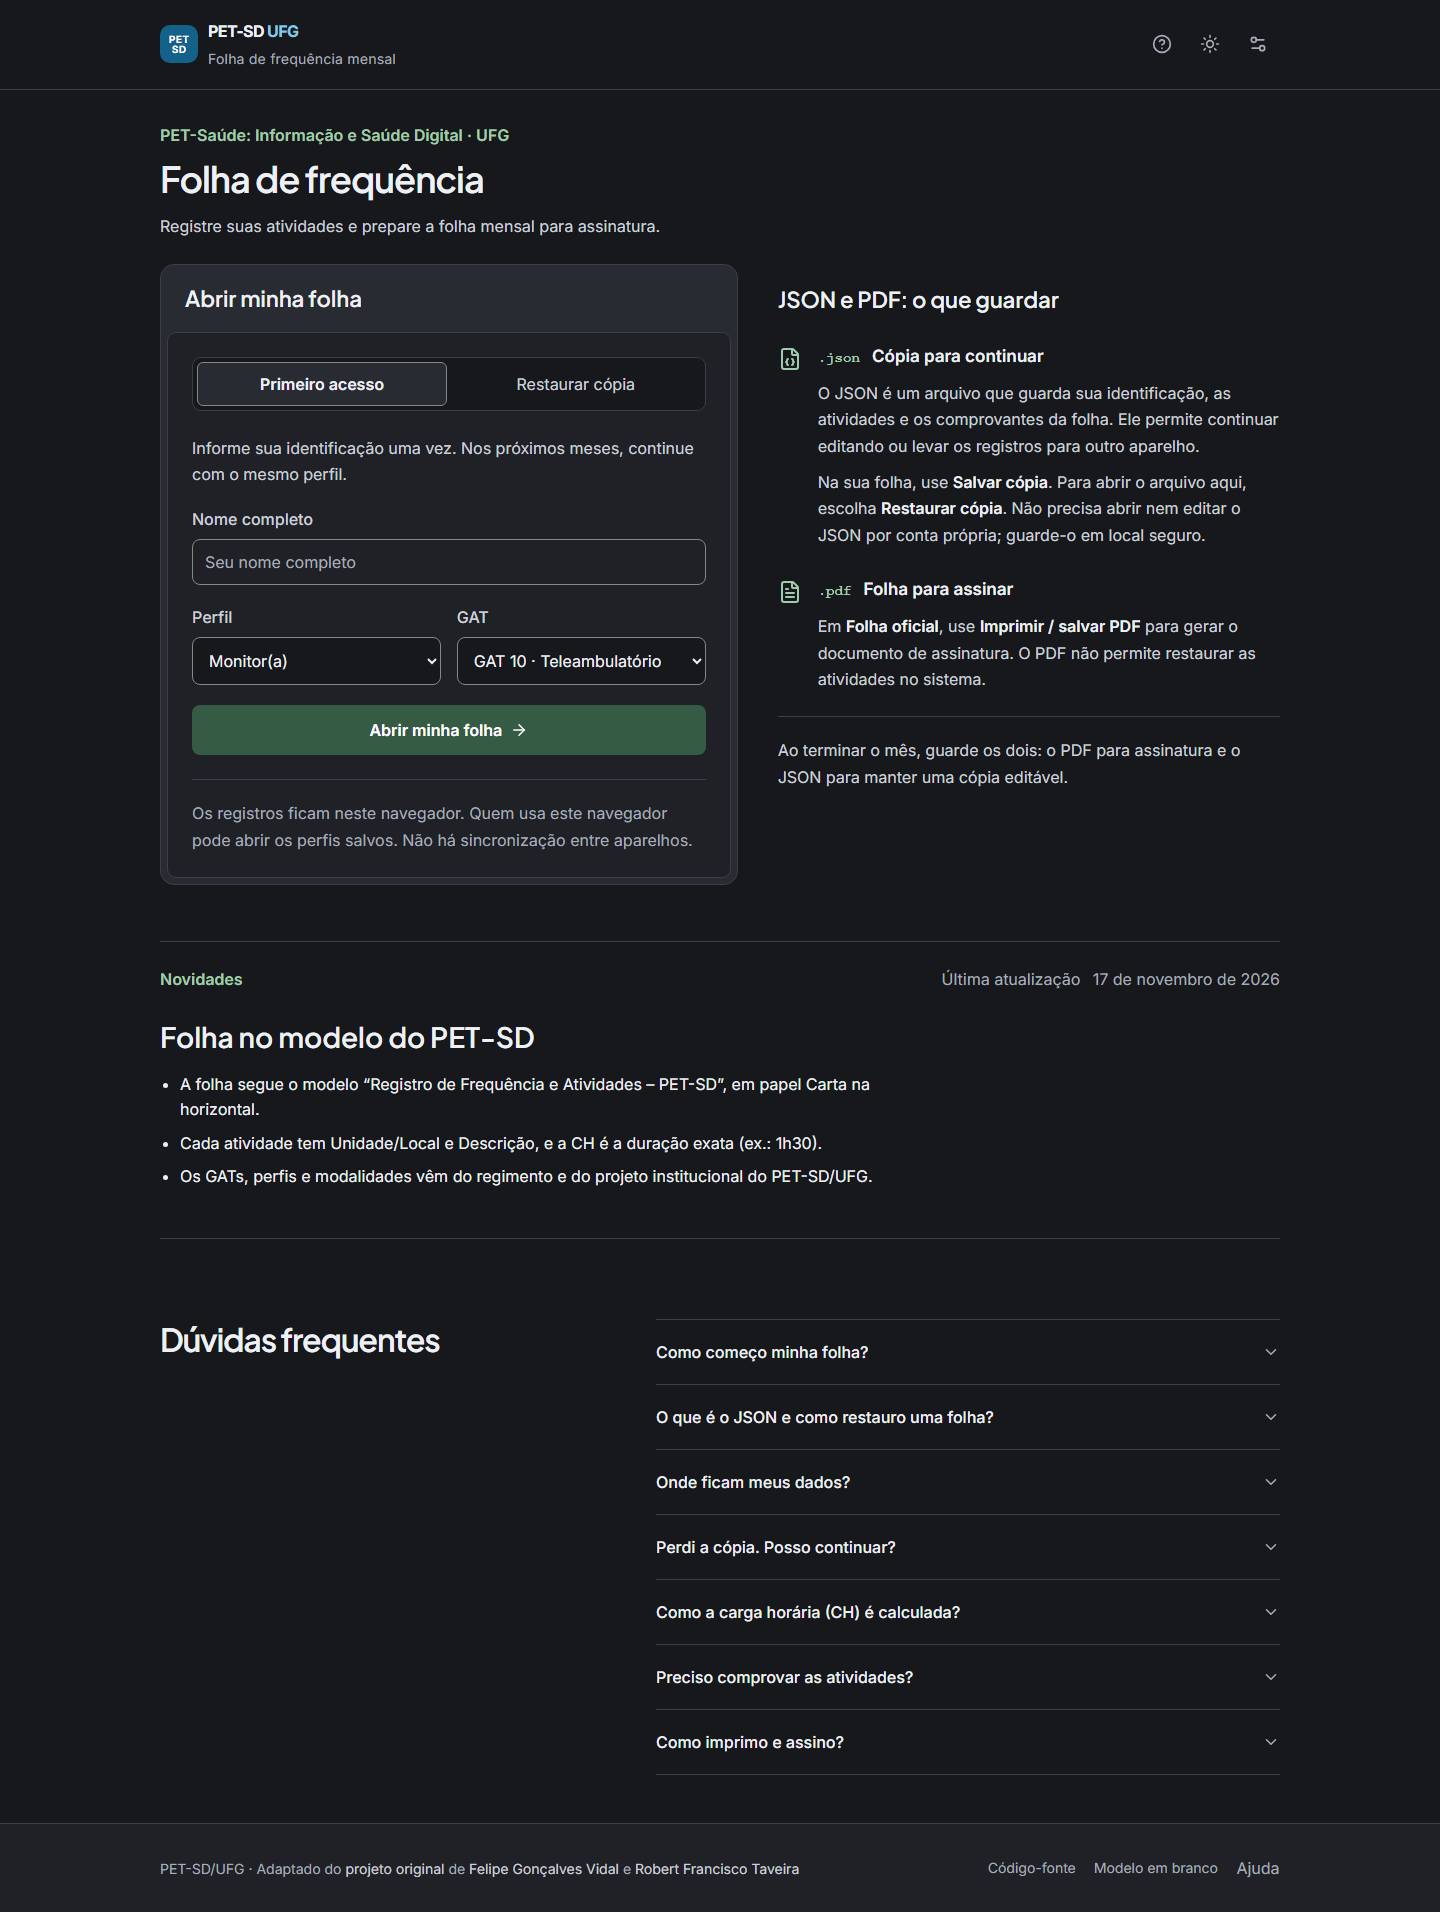 PET
SD
PET-SD UFG
Folha de frequência mensal
PET-Saúde: Informação e Saúde Digital · UFG
Folha de frequência
Registre suas atividades e prepare a folha mensal para assinatura.
Abrir minha folha
Primeiro acesso
Restaurar cópia
Informe sua identificação uma vez. Nos próximos meses, continue
com o mesmo perfil.
Nome completo
Seu nome completo
Perfil
GAT
Monitor(a)
GAT 10 · Teleambulatório
Abrir minha folha →
Os registros ficam neste navegador. Quem usa este navegador
pode abrir os perfis salvos. Não há sincronização entre aparelhos.
JSON e PDF: o que guardar
.json Cópia para continuar
O JSON é um arquivo que guarda sua identificação, as
atividades e os comprovantes da folha. Ele permite continuar
editando ou levar os registros para outro aparelho.
Na sua folha, use Salvar cópia. Para abrir o arquivo aqui,
escolha Restaurar cópia. Não precisa abrir nem editar o
JSON por conta própria; guarde-o em local seguro.
.pdf Folha para assinar
Em Folha oficial, use Imprimir / salvar PDF para gerar o
documento de assinatura. O PDF não permite restaurar as
atividades no sistema.
Ao terminar o mês, guarde os dois: o PDF para assinatura e o
JSON para manter uma cópia editável.
Novidades
Última atualização 17 de novembro de 2026
Folha no modelo do PET-SD
• A folha segue o modelo “Registro de Frequência e Atividades – PET-SD”, em papel Carta na
horizontal.
• Cada atividade tem Unidade/Local e Descrição, e a CH é a duração exata (ex.: 1h30).
• Os GATs, perfis e modalidades vêm do regimento e do projeto institucional do PET-SD/UFG.
Dúvidas frequentes
Como começo minha folha?
O que é o JSON e como restauro uma folha?
Onde ficam meus dados?
Perdi a cópia. Posso continuar?
Como a carga horária (CH) é calculada?
Preciso comprovar as atividades?
Como imprimo e assino?
PET-SD/UFG · Adaptado do projeto original de Felipe Gonçalves Vidal e Robert Francisco Taveira
Código-fonte
Modelo em branco
Ajuda